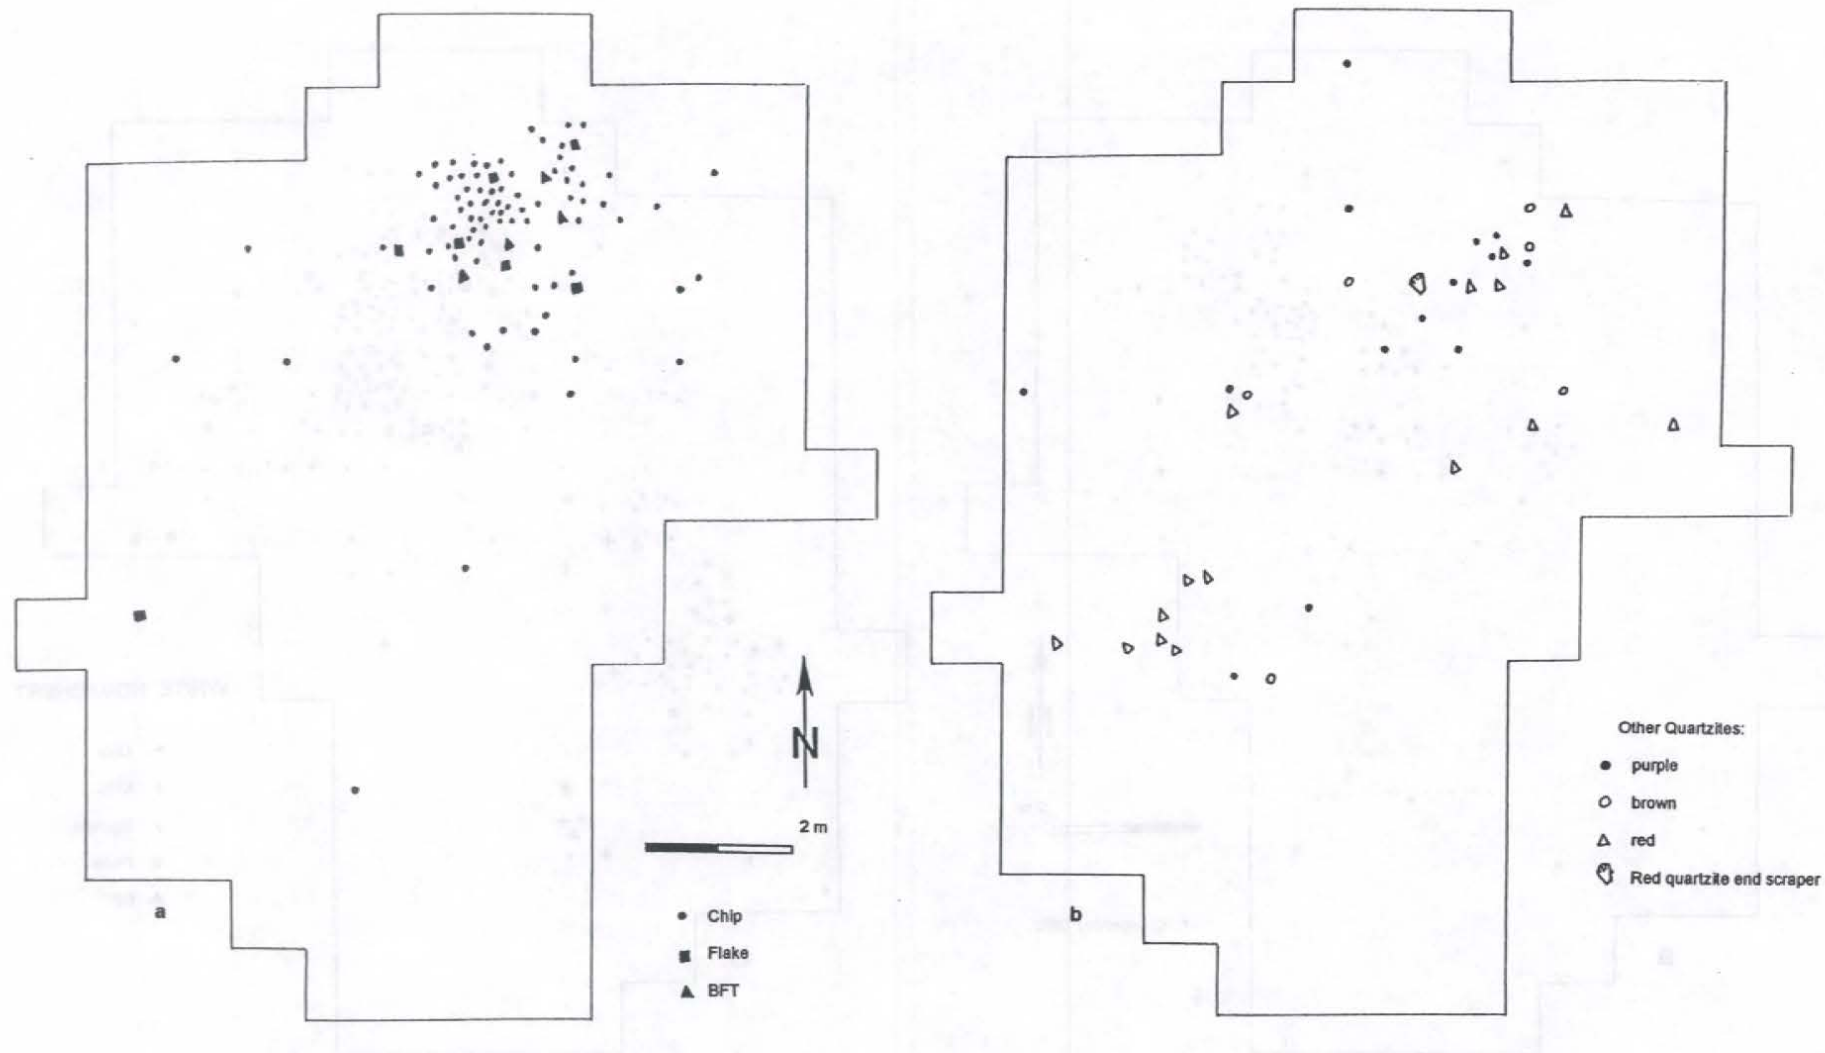 N
2 m
a
Chip
Flake
BFT
b
Other Quartzites:
purple
brown
red
Red quartzite end scraper